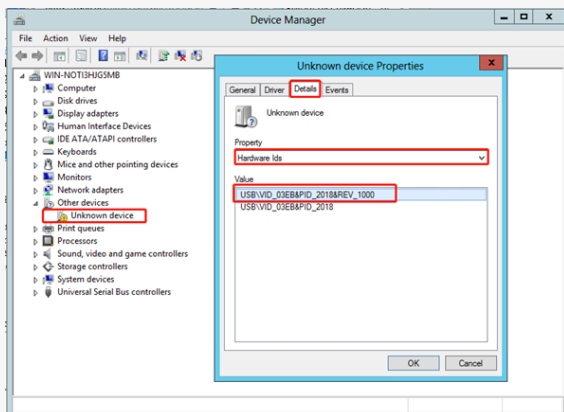 Device Manager
File Action View Help
WIN-NOTI3HJG5MB
Computer
Disk drives
Display adapters
Human Interface Devices
IDE ATA/ATAPI controllers
Keyboards
Mice and other pointing devices
Monitors
Network adapters
Other devices
Unknown device
Print queues
Processors
Sound, video and game controllers
Storage controllers
System devices
Universal Serial Bus controllers
Unknown device Properties
General Driver Details Events
Unknown device
Property
Hardware Ids
Value
USB\VID_03EB&PID_2018&REV_1000
USB\VID_03EB&PID_2018
OK Cancel